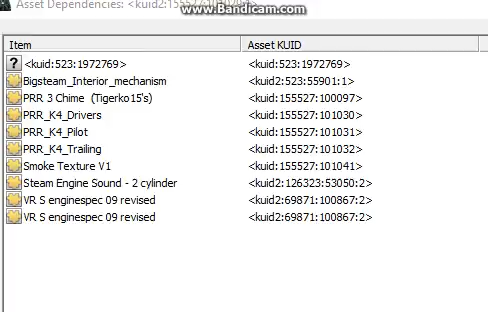 Asset Dependencies: <kuid2:155527:101029
www.Bandicam.com
Item Asset KUID
<kuid:523:1972769> <kuid:523:1972769>
Bigsteam_Interior_mechanism <kuid2:523:55901:1>
PRR 3 Chime (Tigerko15's) <kuid:155527:100097>
PRR_K4_Drivers <kuid:155527:101030>
PRR_K4_Pilot <kuid:155527:101031>
PRR_K4_Trailing <kuid:155527:101032>
Smoke Texture V1 <kuid:155527:101041>
Steam Engine Sound - 2 cylinder <kuid2:126323:53050:2>
VR S enginespec 09 revised <kuid2:69871:100867:2>
VR S enginespec 09 revised <kuid2:69871:100867:2>